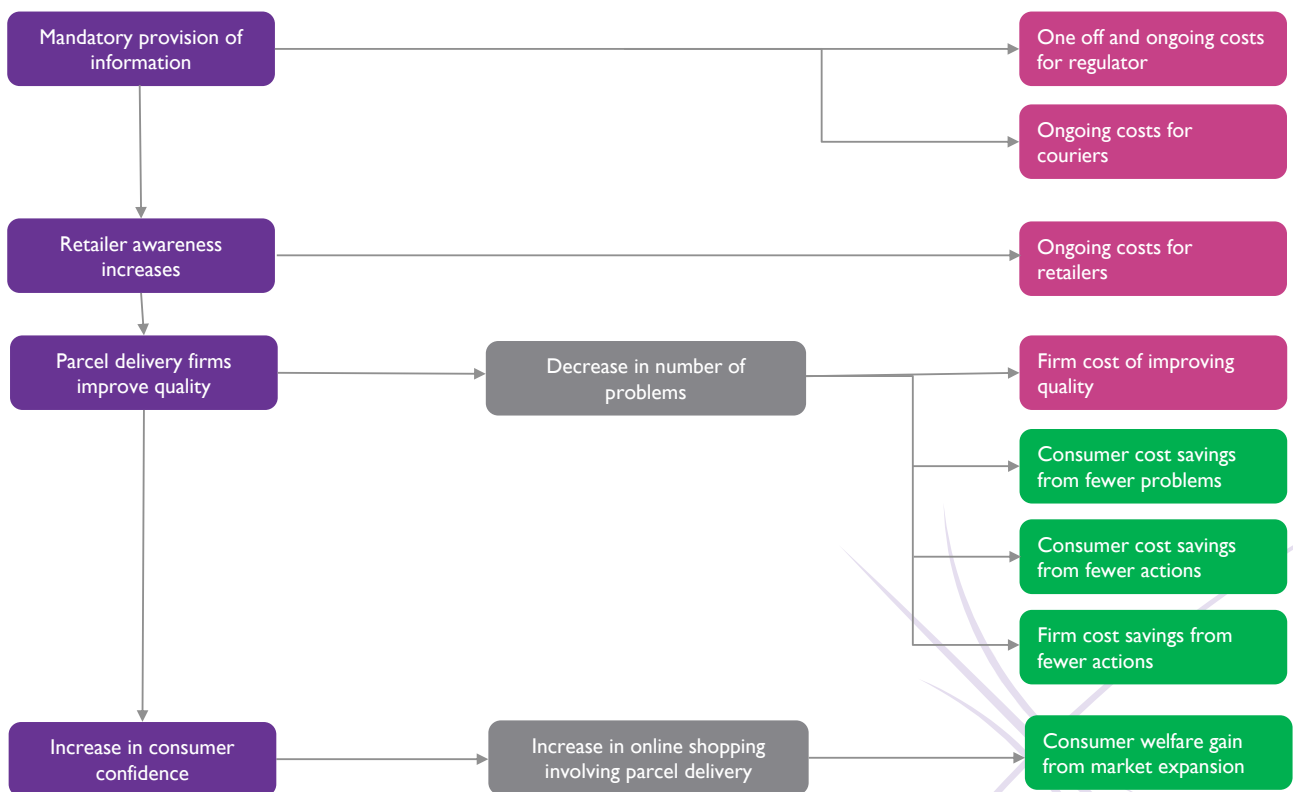 Mandatory provision of
information
One off and ongoing costs
for regulator
Ongoing costs for
couriers
Retailer awareness
increases
Ongoing costs for
retailers
Parcel delivery firms
improve quality
Decrease in number of
problems
Firm cost of improving
quality
Consumer cost savings
from fewer problems
Consumer cost savings
from fewer actions
Firm cost savings from
fewer actions
Increase in consumer
confidence
Increase in online shopping
involving parcel delivery
Consumer welfare gain
from market expansion